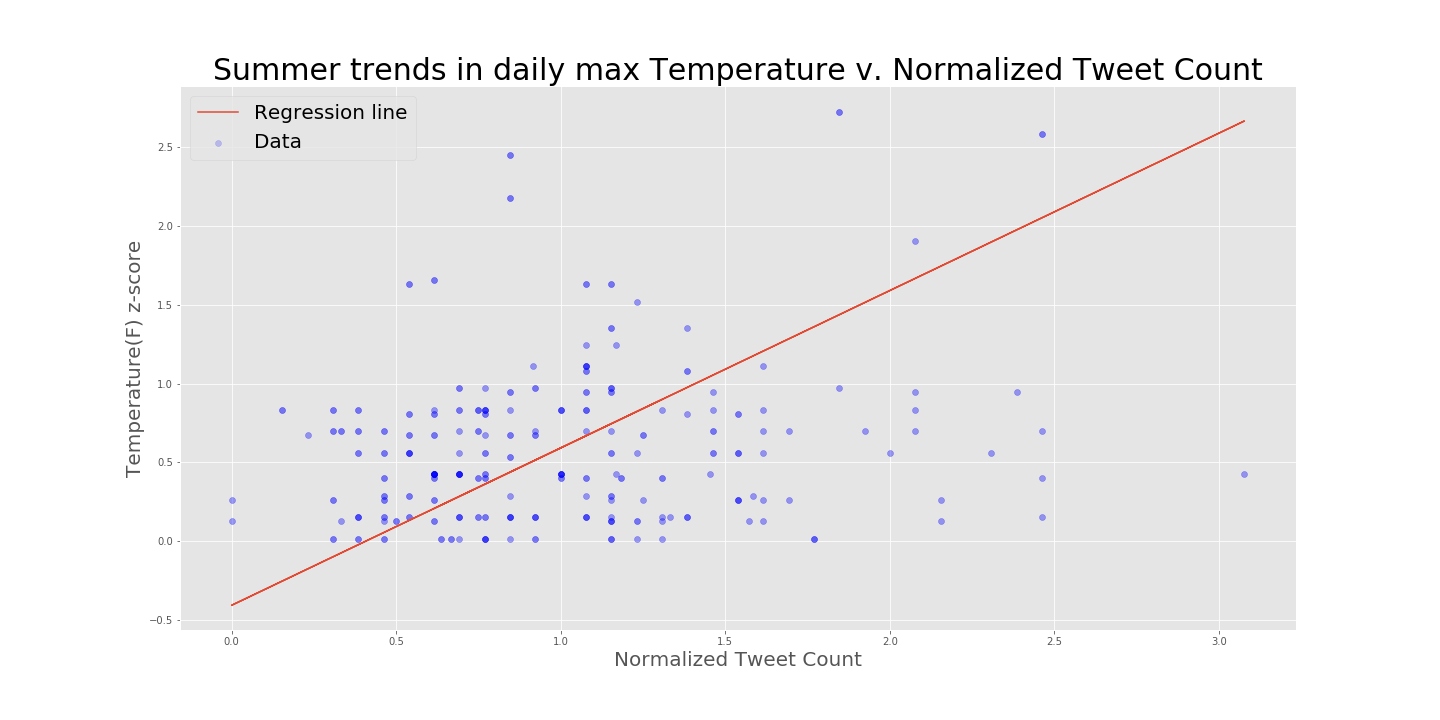 Summer trends in daily max Temperature v. Normalized Tweet Count
Regression line
Data
Temperature(F) z-score
2.5
2.0
1.5
1.0
0.5
0.0
−0.5
0.0 0.5 1.0 1.5 2.0 2.5 3.0
Normalized Tweet Count